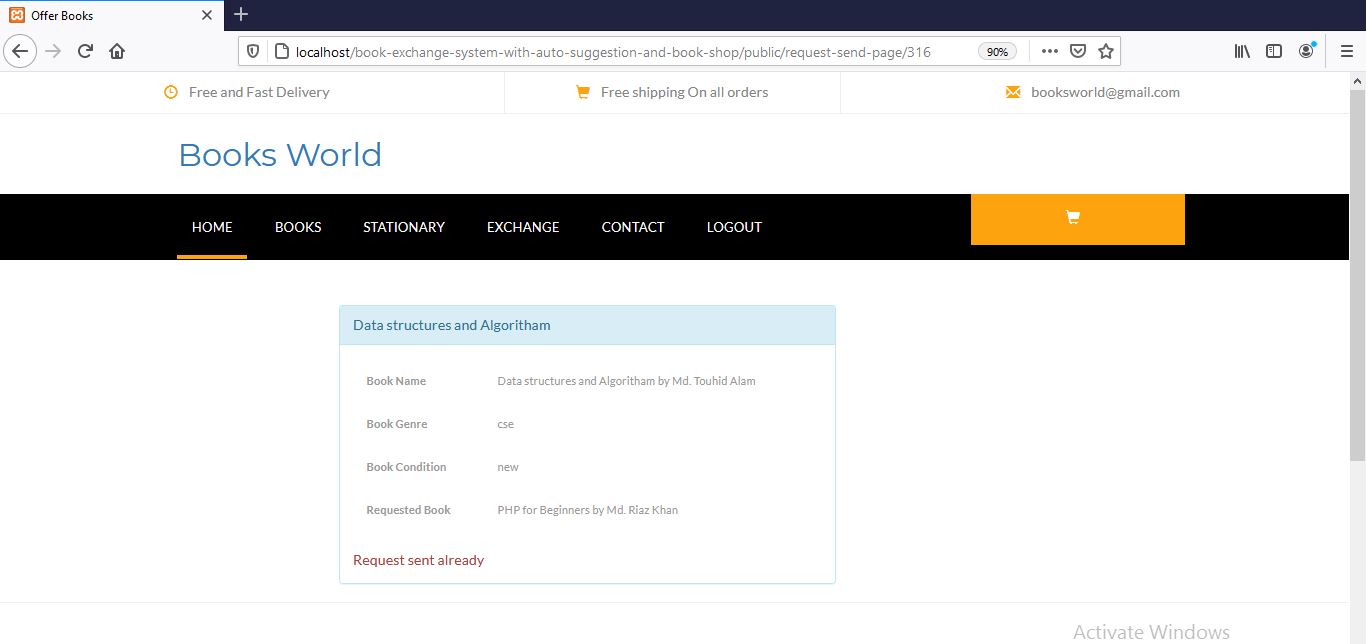 Offer Books
localhost/book-exchange-system-with-auto-suggestion-and-book-shop/public/request-send-page/316
90%
Free and Fast Delivery
Free shipping On all orders
booksworld@gmail.com
Books World
HOME BOOKS STATIONARY EXCHANGE CONTACT LOGOUT
Data structures and Algoritham
Book Name Data structures and Algoritham by Md. Touhid Alam
Book Genre cse
Book Condition new
Requested Book PHP for Beginners by Md. Riaz Khan
Request sent already
Activate Windows